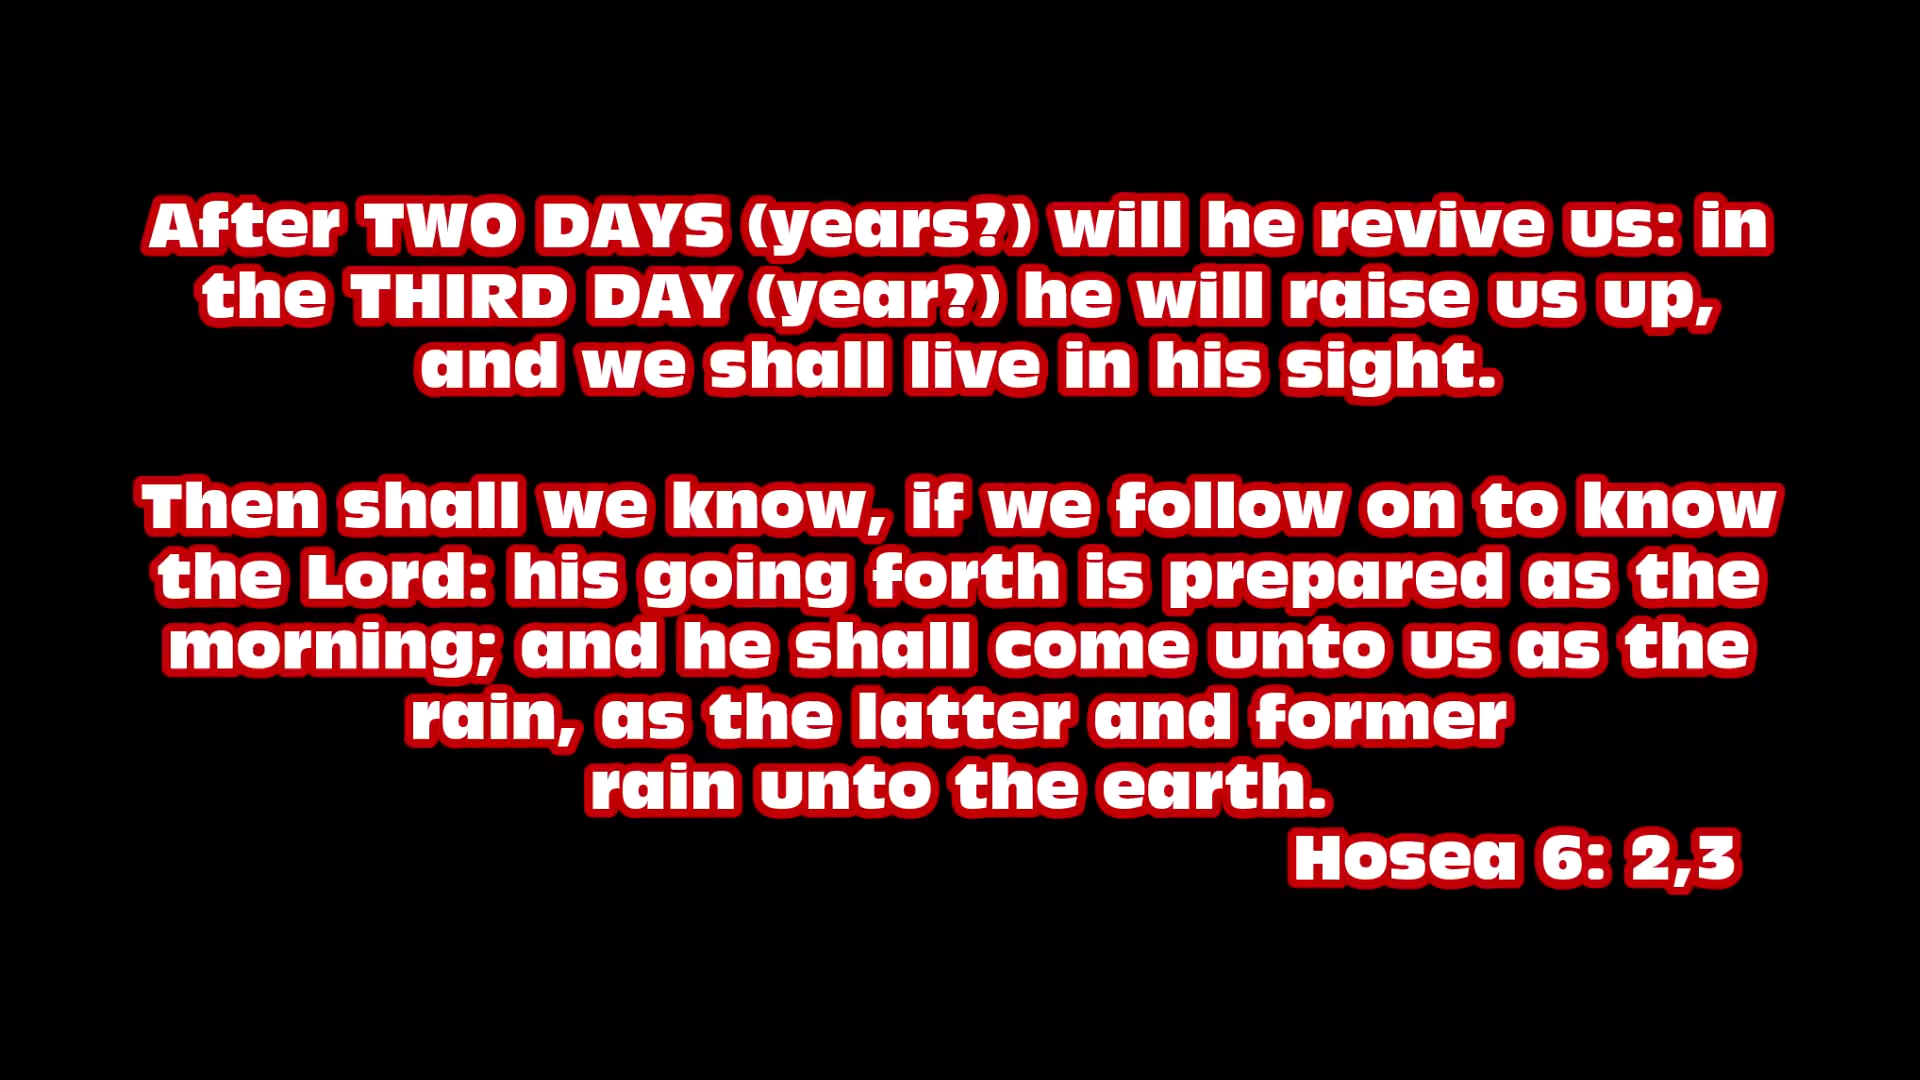 After TWO DAYS (years?) will he revive us: in
the THIRD DAY (year?) he will raise us up,
and we shall live in his sight.
Then shall we know, if we follow on to know
the Lord: his going forth is prepared as the
morning; and he shall come unto us as the
rain, as the latter and former
rain unto the earth.
Hosea 6: 2,3